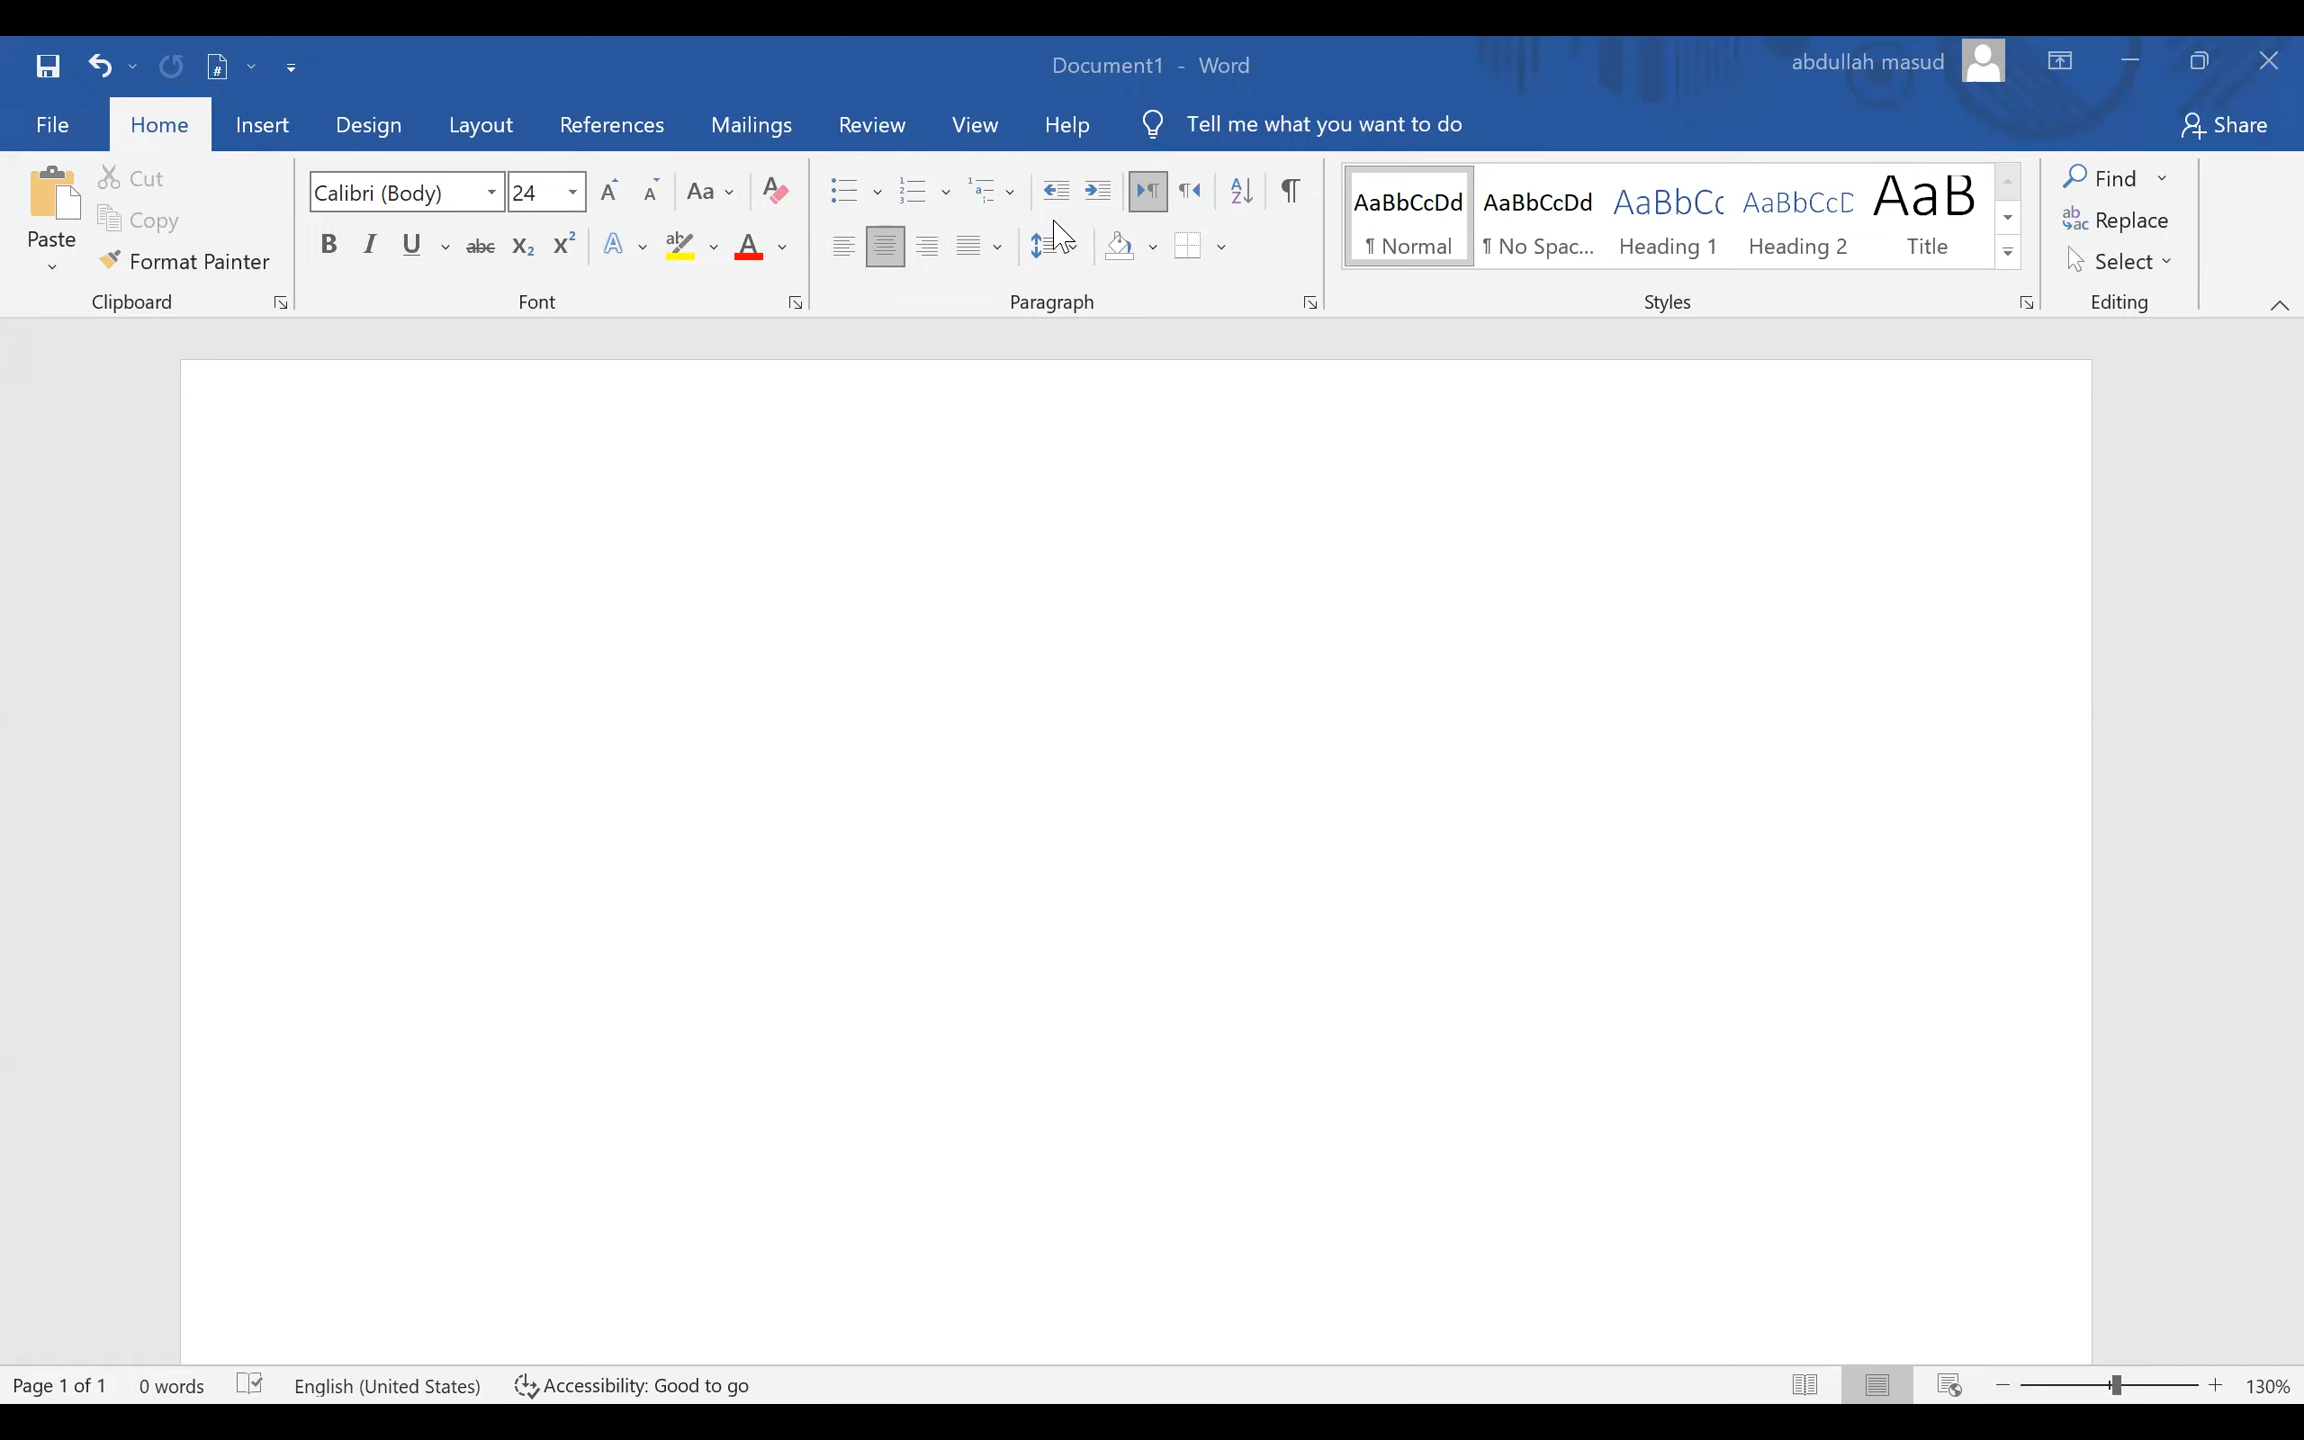 Document1 - Word
abdullah masud
File Home Insert Design Layout References Mailings Review View Help Tell me what you want to do Share
Paste
Cut
Copy
Format Painter
Clipboard
Calibri (Body) 24 Aa
B I U abc X₂ X² A ab A
Font
Paragraph
AaBbCcDd AaBbCcDd AaBbCc AaBbCcD AaB
¶ Normal ¶ No Spac... Heading 1 Heading 2 Title
Styles
Find
Replace
Select
Editing
Page 1 of 1 0 words English (United States) Accessibility: Good to go 130%